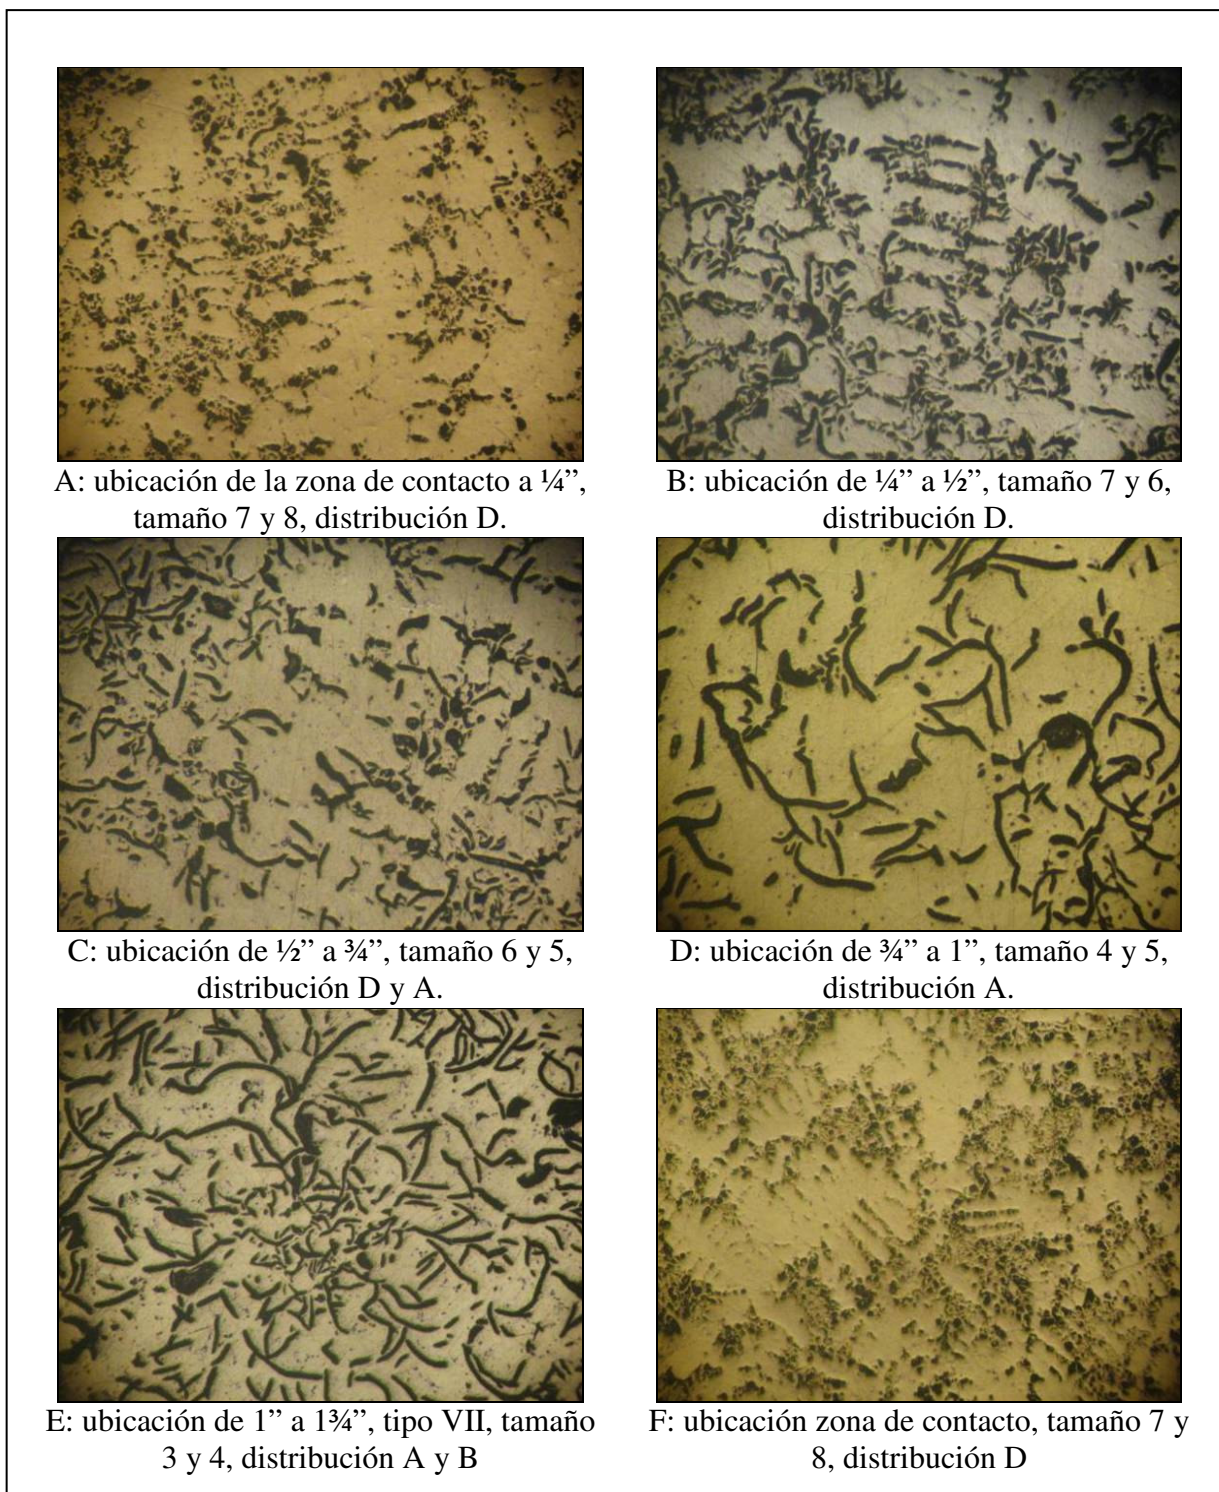 A: ubicación de la zona de contacto a ¼”,
tamaño 7 y 8, distribución D.
B: ubicación de ¼” a ½”, tamaño 7 y 6,
distribución D.
C: ubicación de ½” a ¾”, tamaño 6 y 5,
distribución D y A.
D: ubicación de ¾” a 1”, tamaño 4 y 5,
distribución A.
E: ubicación de 1” a 1¾”, tipo VII, tamaño
3 y 4, distribución A y B
F: ubicación zona de contacto, tamaño 7 y
8, distribución D